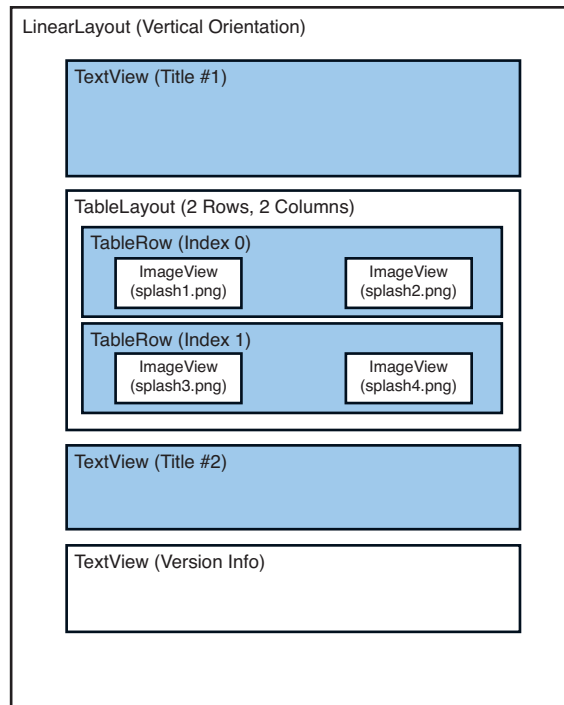 LinearLayout (Vertical Orientation)
TextView (Title #1)
TableLayout (2 Rows, 2 Columns)
TableRow (Index 0)
ImageView
(splash1.png)
ImageView
(splash2.png)
TableRow (Index 1)
ImageView
(splash3.png)
ImageView
(splash4.png)
TextView (Title #2)
TextView (Version Info)